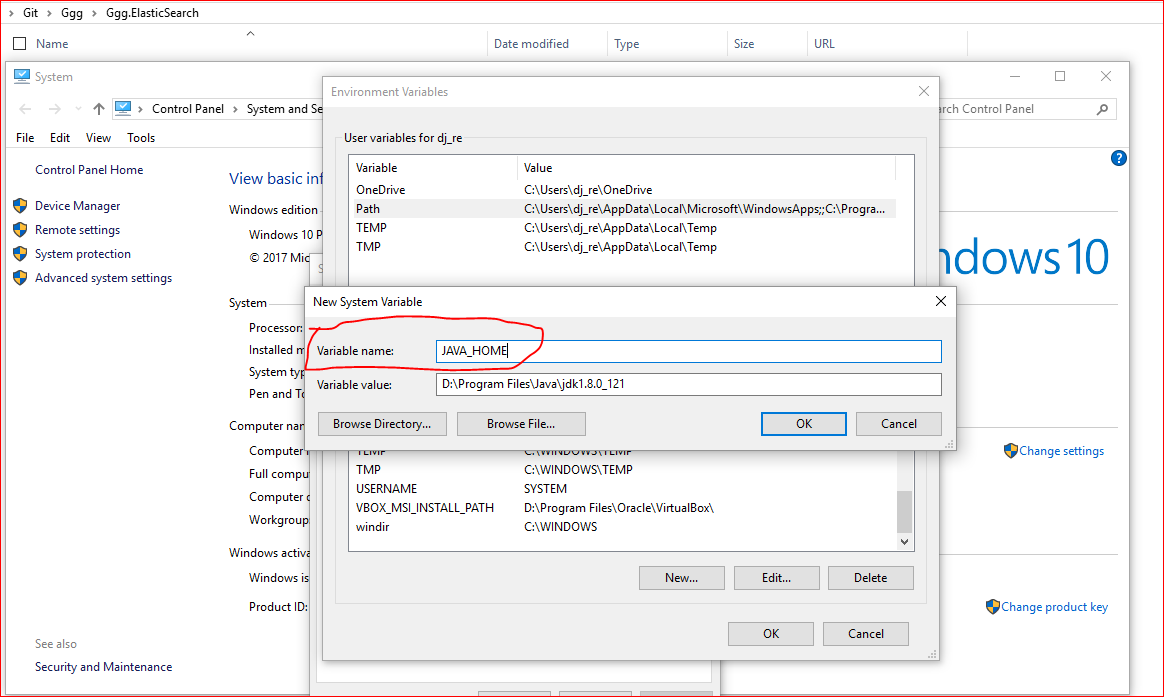 Git Ggg Ggg.ElasticSearch
Name Date modified Type Size URL
System
Control Panel System and Se
arch Control Panel
File Edit View Tools
Control Panel Home
Device Manager
Remote settings
System protection
Advanced system settings
See also
Security and Maintenance
View basic inf
Windows edition
Windows 10 P
© 2017 Mic
ndows 10
System
Processor:
Installed m
System typ
Pen and To
Computer nam
Computer
Full compu
Computer d
Workgroup
Change settings
Windows activa
Windows is
Product ID:
Change product key
Environment Variables
User variables for dj_re
Variable Value
OneDrive C:\Users\dj_re\OneDrive
Path C:\Users\dj_re\AppData\Local\Microsoft\WindowsApps;;C:\Progra...
TEMP C:\Users\dj_re\AppData\Local\Temp
TMP C:\Users\dj_re\AppData\Local\Temp
New System Variable
Variable name: JAVA_HOME
Variable value: D:\Program Files\Java\jdk1.8.0_121
Browse Directory... Browse File... OK Cancel
TEMP C:\WINDOWS\TEMP
TMP C:\WINDOWS\TEMP
USERNAME SYSTEM
VBOX_MSI_INSTALL_PATH D:\Program Files\Oracle\VirtualBox\
windir C:\WINDOWS
New... Edit... Delete
OK Cancel